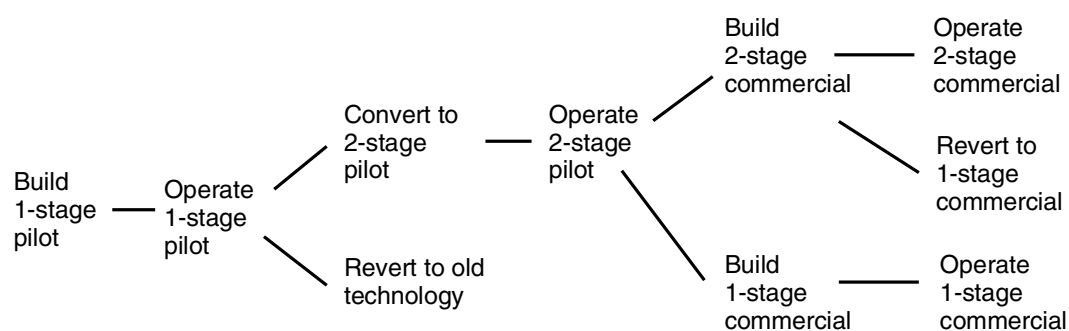 Build
1-stage
pilot
Operate
1-stage
pilot
Convert to
2-stage
pilot
Revert to old
technology
Operate
2-stage
pilot
Build
2-stage
commercial
Operate
2-stage
commercial
Revert to
1-stage
commercial
Build
1-stage
commercial
Operate
1-stage
commercial